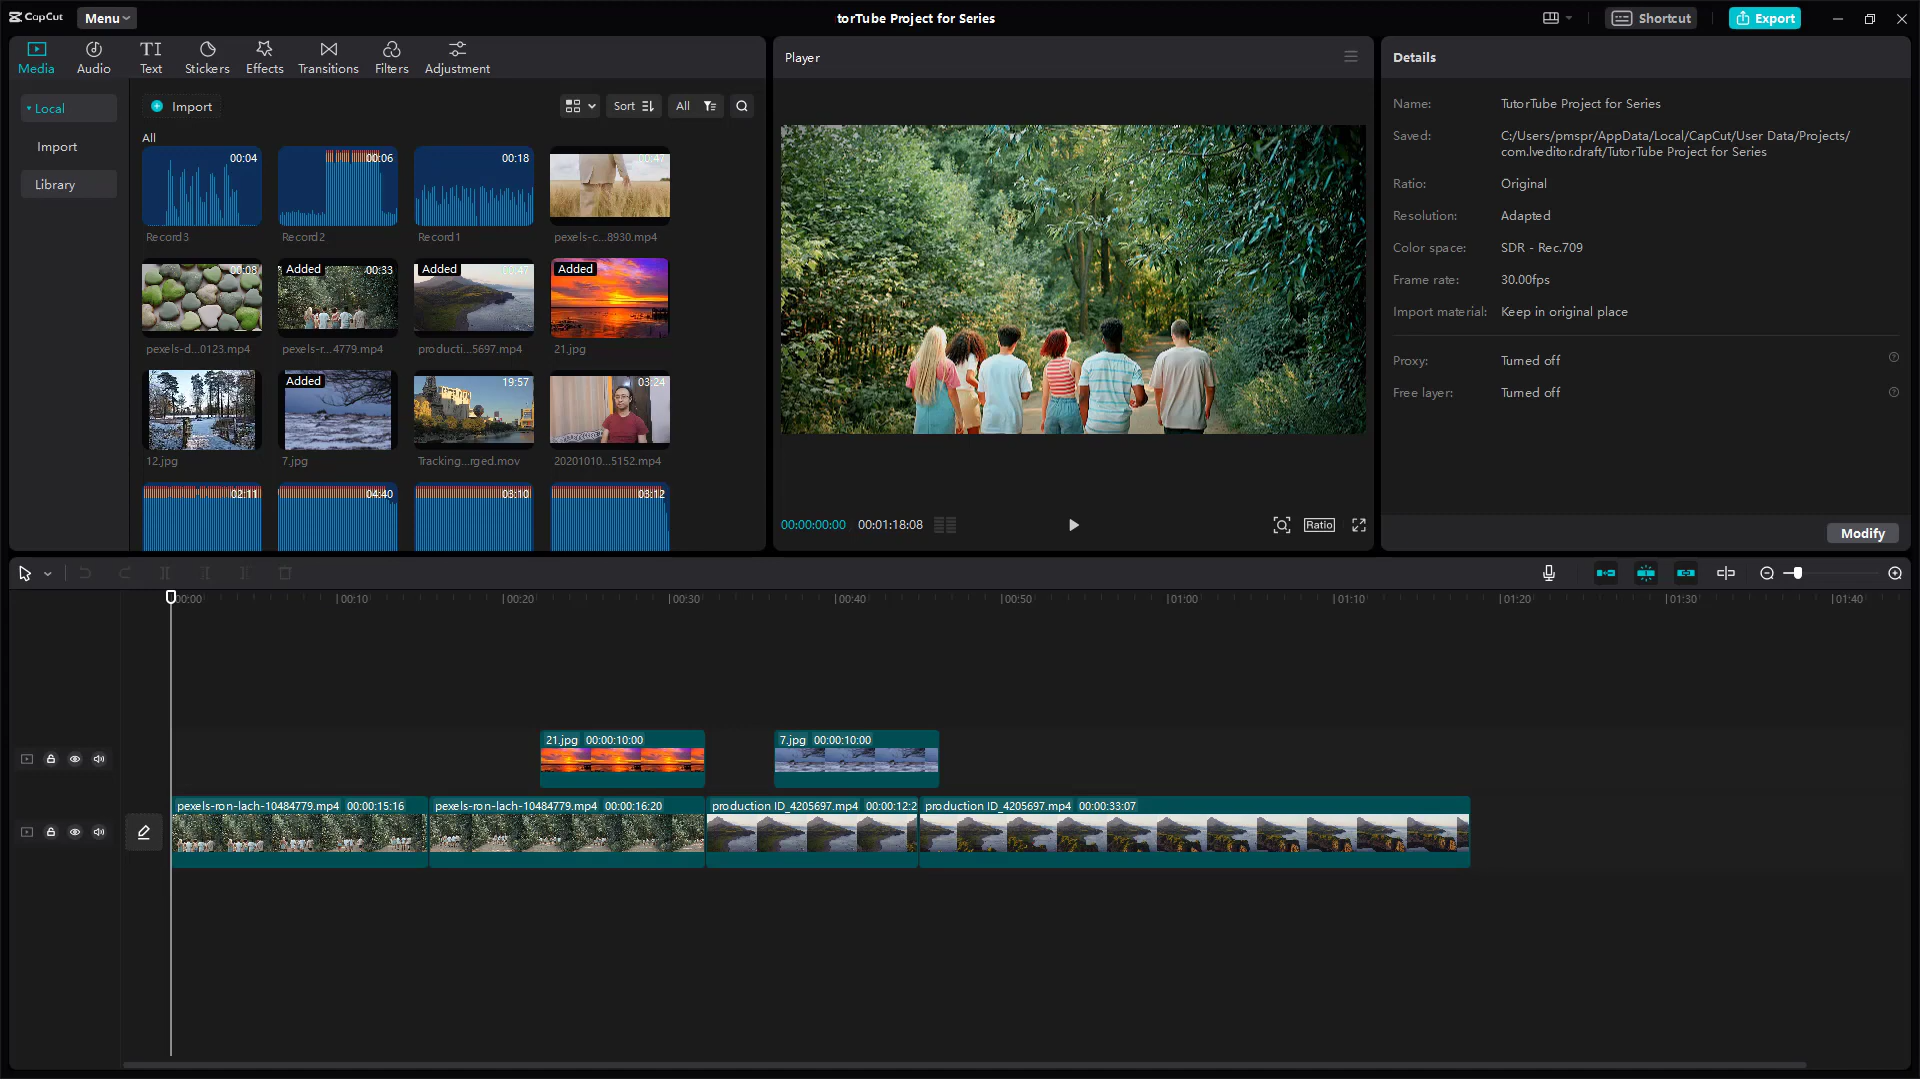 CapCut
Menu
torTube Project for Series
Shortcut
Export
Media
Audio
Text
Stickers
Effects
Transitions
Filters
Adjustment
Local
Import
Library
Import
Sort
All
All
00:04
00:06
00:18
00:47
Record3
Record2
Record1
pexels-c...8930.mp4
00:08
Added
00:33
Added
00:47
Added
pexels-d...0123.mp4
pexels-r...4779.mp4
producti...5697.mp4
21.jpg
Added
19:57
03:24
12.jpg
7.jpg
Tracking...rged.mov
20201010...5152.mp4
02:11
04:40
03:10
03:12
Player
00:00:00:00
00:01:18:08
Ratio
Details
Name:
TutorTube Project for Series
Saved:
C:/Users/pmspr/AppData/Local/CapCut/User Data/Projects/
com.lveditor.draft/TutorTube Project for Series
Ratio:
Original
Resolution:
Adapted
Color space:
SDR - Rec.709
Frame rate:
30.00fps
Import material:
Keep in original place
Proxy:
Turned off
Free layer:
Turned off
Modify
00:00
00:10
00:20
00:30
00:40
00:50
01:00
01:10
01:20
01:30
01:40
21.jpg 00:00:10:00
7.jpg 00:00:10:00
pexels-ron-lach-10484779.mp4 00:00:15:16
pexels-ron-lach-10484779.mp4 00:00:16:20
production ID_4205697.mp4 00:00:12:2
production ID_4205697.mp4 00:00:33:07